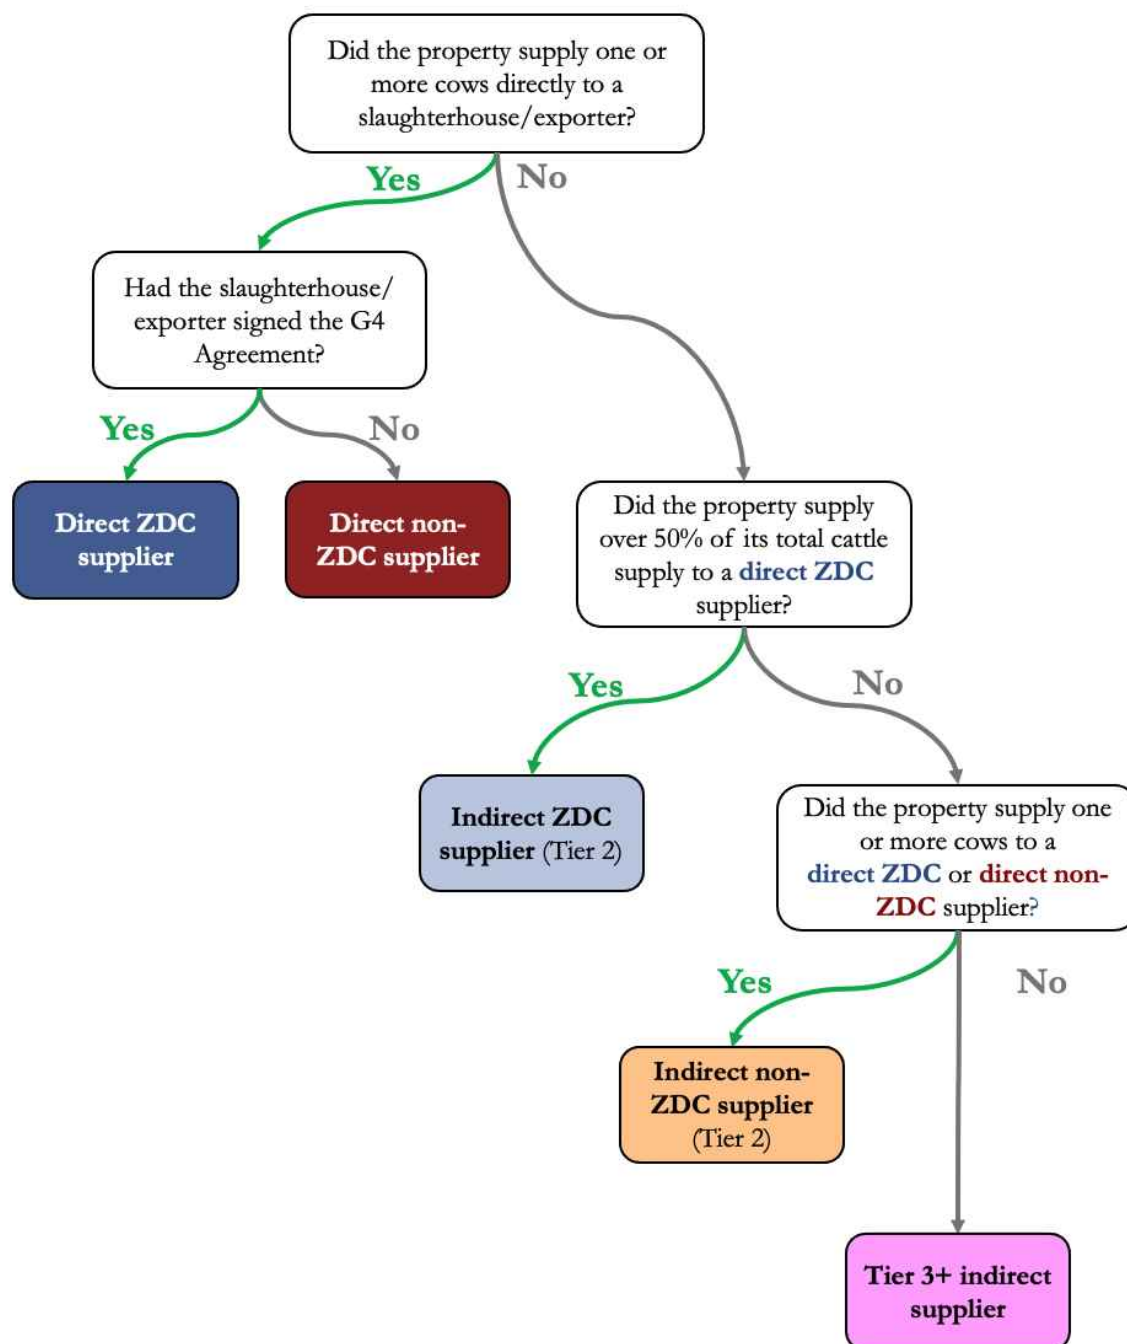 Did the property supply one or
more cows directly to a
slaughterhouse/exporter?
Yes
No
Had the slaughterhouse/
exporter signed the G4
Agreement?
Yes
No
Direct ZDC
supplier
Direct non-
ZDC supplier
Did the property supply
over 50% of its total cattle
supply to a direct ZDC
supplier?
Yes
No
Indirect ZDC
supplier (Tier 2)
Did the property supply one
or more cows to a
direct ZDC or direct non-
ZDC supplier?
Yes
No
Indirect non-
ZDC supplier
(Tier 2)
Tier 3+ indirect
supplier